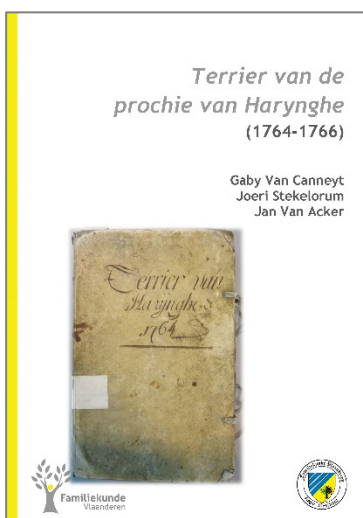 Terrier van de
prochie van Harynghe
(1764-1766)
Gaby Van Canneyt
Joeri Stekelorum
Jan Van Acker
Terrier van
Harynghe
1764
Familiekunde
Vlaanderen